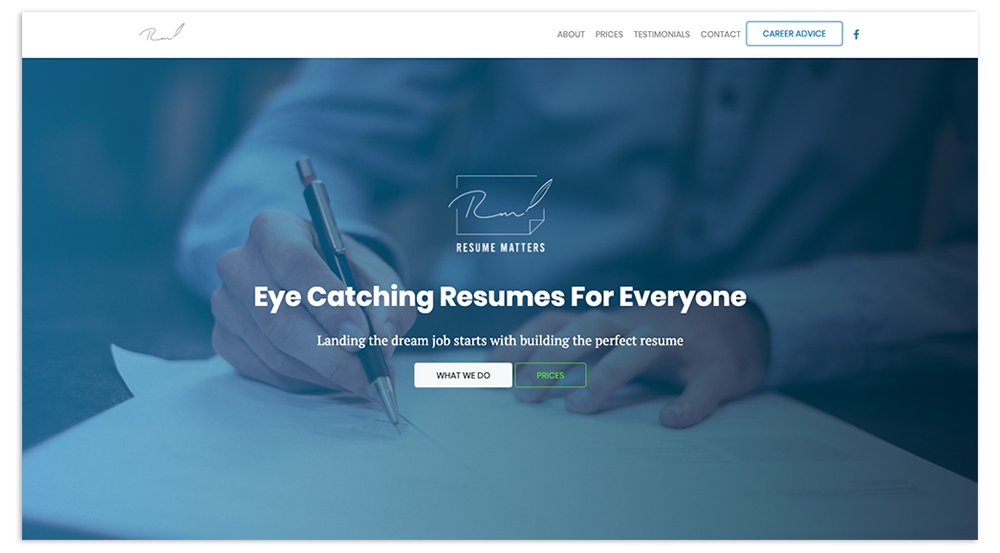 Rm
ABOUT PRICES TESTIMONIALS CONTACT CAREER ADVICE f
Rm
RESUME MATTERS
Eye Catching Resumes For Everyone
Landing the dream job starts with building the perfect resume
WHAT WE DO PRICES